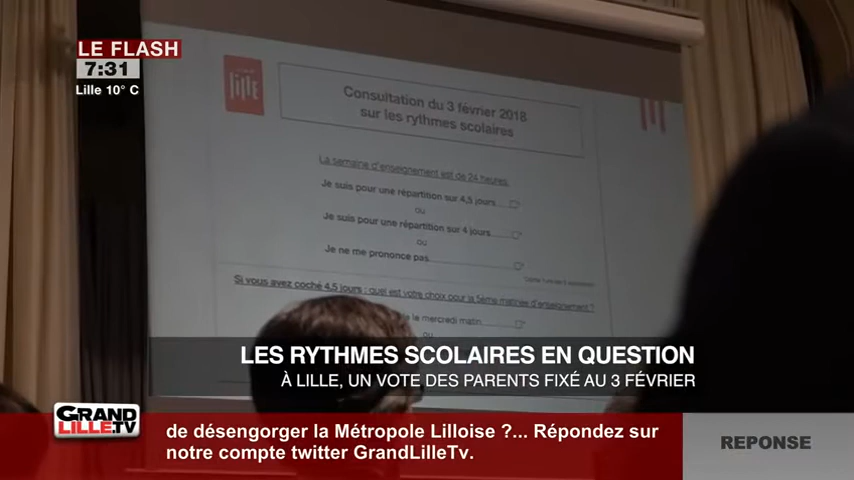 LE FLASH
7:31
Lille 10° C
lille
Consultation du 3 février 2018
sur les rythmes scolaires
La semaine d'enseignement est de 24 heures.
Je suis pour une répartition sur 4,5 jours
ou
Je suis pour une répartition sur 4 jours
ou
Je ne me prononce pas
Si vous avez coché 4,5 jours : quel est votre choix pour la 5ème matinée d'enseignement ?
le mercredi matin
ou
LES RYTHMES SCOLAIRES EN QUESTION
À LILLE, UN VOTE DES PARENTS FIXÉ AU 3 FÉVRIER
GRAND
LILLE.TV
de désengorger la Métropole Lilloise ?... Répondez sur
notre compte twitter GrandLilleTv.
REPONSE